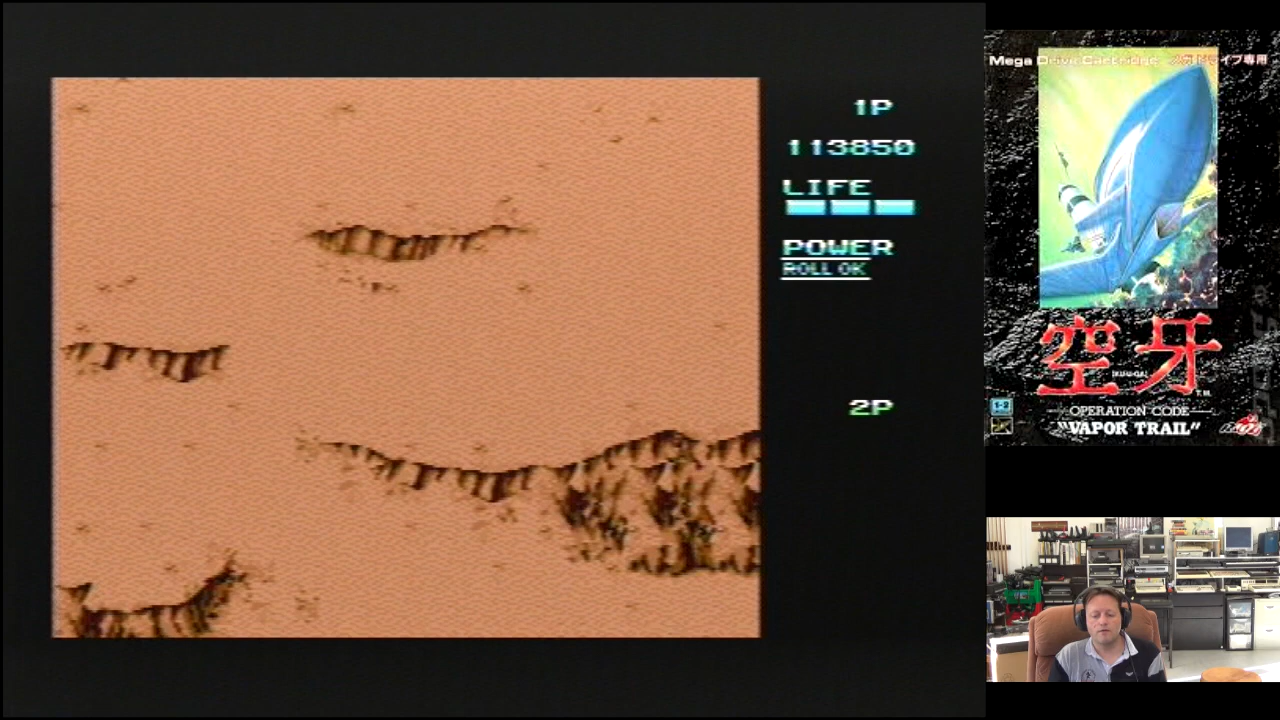 1P
113850
LIFE
POWER
ROLL OK
2P
Mega Drive Cartridge メガドライブ専用
空牙
T.M.
OPERATION CODE
"VAPOR TRAIL"